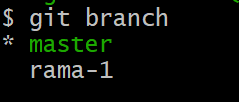 $ git branch
* master
  rama-1